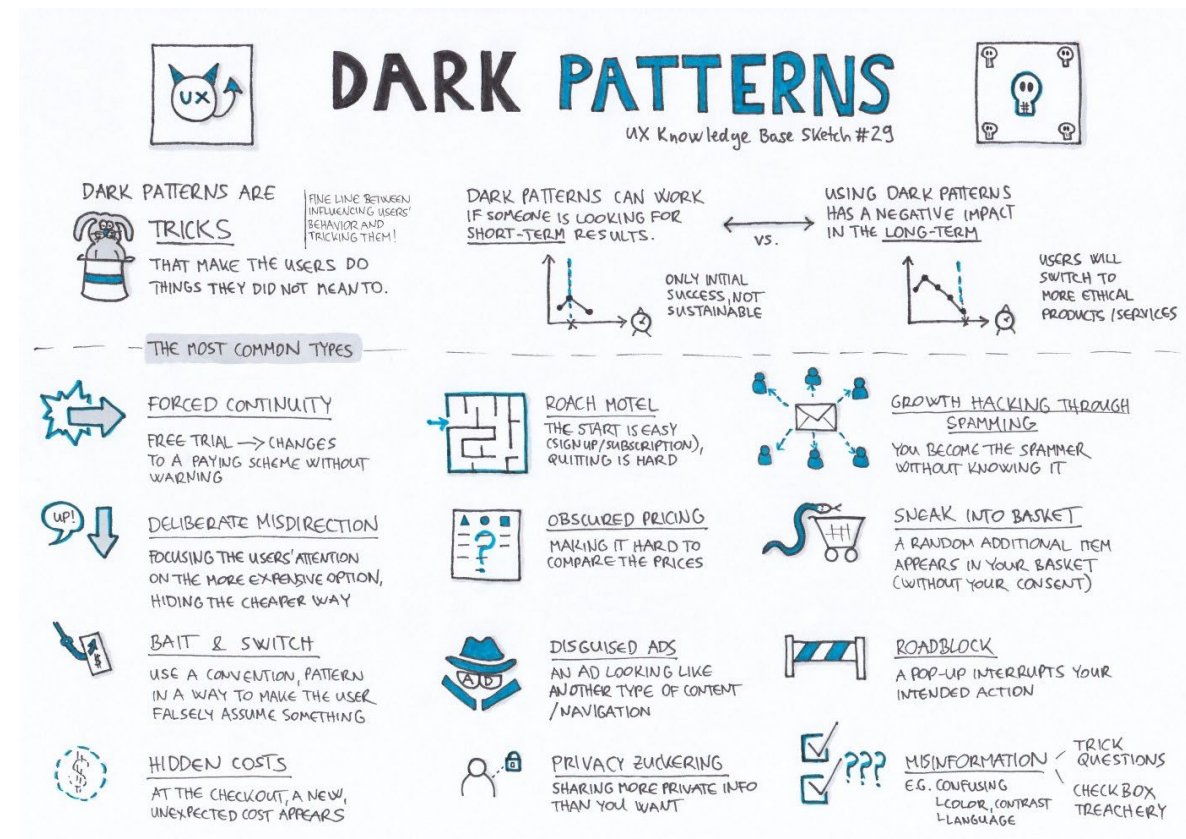 UX
DARK PATTERNS
UX Knowledge Base Sketch #29
DARK PATTERNS ARE
TRICKS
THAT MAKE THE USERS DO
THINGS THEY DID NOT MEAN TO.
FINE LINE BETWEEN
INFLUENCING USERS'
BEHAVIOR AND
TRICKING THEM!
DARK PATTERNS CAN WORK
IF SOMEONE IS LOOKING FOR
SHORT-TERM RESULTS.
ONLY INITIAL
SUCCESS, NOT
SUSTAINABLE
VS.
USING DARK PATTERNS
HAS A NEGATIVE IMPACT
IN THE LONG-TERM
USERS WILL
SWITCH TO
MORE ETHICAL
PRODUCTS / SERVICES
THE MOST COMMON TYPES
FORCED CONTINUITY
FREE TRIAL → CHANGES
TO A PAYING SCHEME WITHOUT
WARNING
ROACH MOTEL
THE START IS EASY
(SIGN UP/SUBSCRIPTION),
QUITTING IS HARD
GROWTH HACKING THROUGH
SPAMMING
YOU BECOME THE SPAMMER
WITHOUT KNOWING IT
UP!
DELIBERATE MISDIRECTION
FOCUSING THE USERS' ATTENTION
ON THE MORE EXPENSIVE OPTION,
HIDING THE CHEAPER WAY
?
OBSCURED PRICING
MAKING IT HARD TO
COMPARE THE PRICES
SNEAK INTO BASKET
A RANDOM ADDITIONAL ITEM
APPEARS IN YOUR BASKET
(WITHOUT YOUR CONSENT)
BAIT & SWITCH
USE A CONVENTION, PATTERN
IN A WAY TO MAKE THE USER
FALSELY ASSUME SOMETHING
AD
DISGUISED ADS
AN AD LOOKING LIKE
ANOTHER TYPE OF CONTENT
/NAVIGATION
ROADBLOCK
A POP-UP INTERRUPTS YOUR
INTENDED ACTION
$
HIDDEN COSTS
AT THE CHECKOUT, A NEW,
UNEXPECTED COST APPEARS
PRIVACY ZUCKERING
SHARING MORE PRIVATE INFO
THAN YOU WANT
???
MISINFORMATION
E.G. CONFUSING
COLOR, CONTRAST
LANGUAGE
TRICK
QUESTIONS
CHECKBOX
TREACHERY